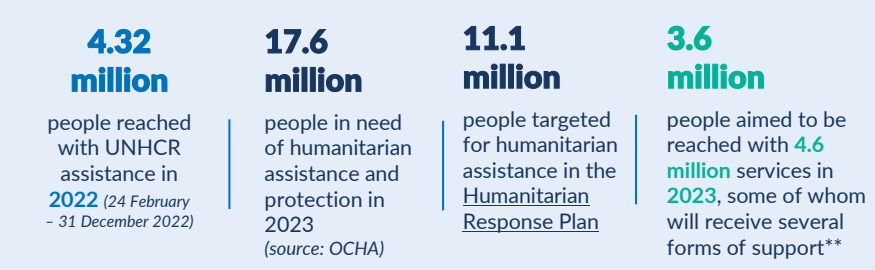 4.32
million
people reached
with UNHCR
assistance in
2022 (24 February
– 31 December 2022)
17.6
million
people in need
of humanitarian
assistance and
protection in
2023
(source: OCHA)
11.1
million
people targeted
for humanitarian
assistance in the
Humanitarian
Response Plan
3.6
million
people aimed to be
reached with 4.6
million services in
2023, some of whom
will receive several
forms of support**